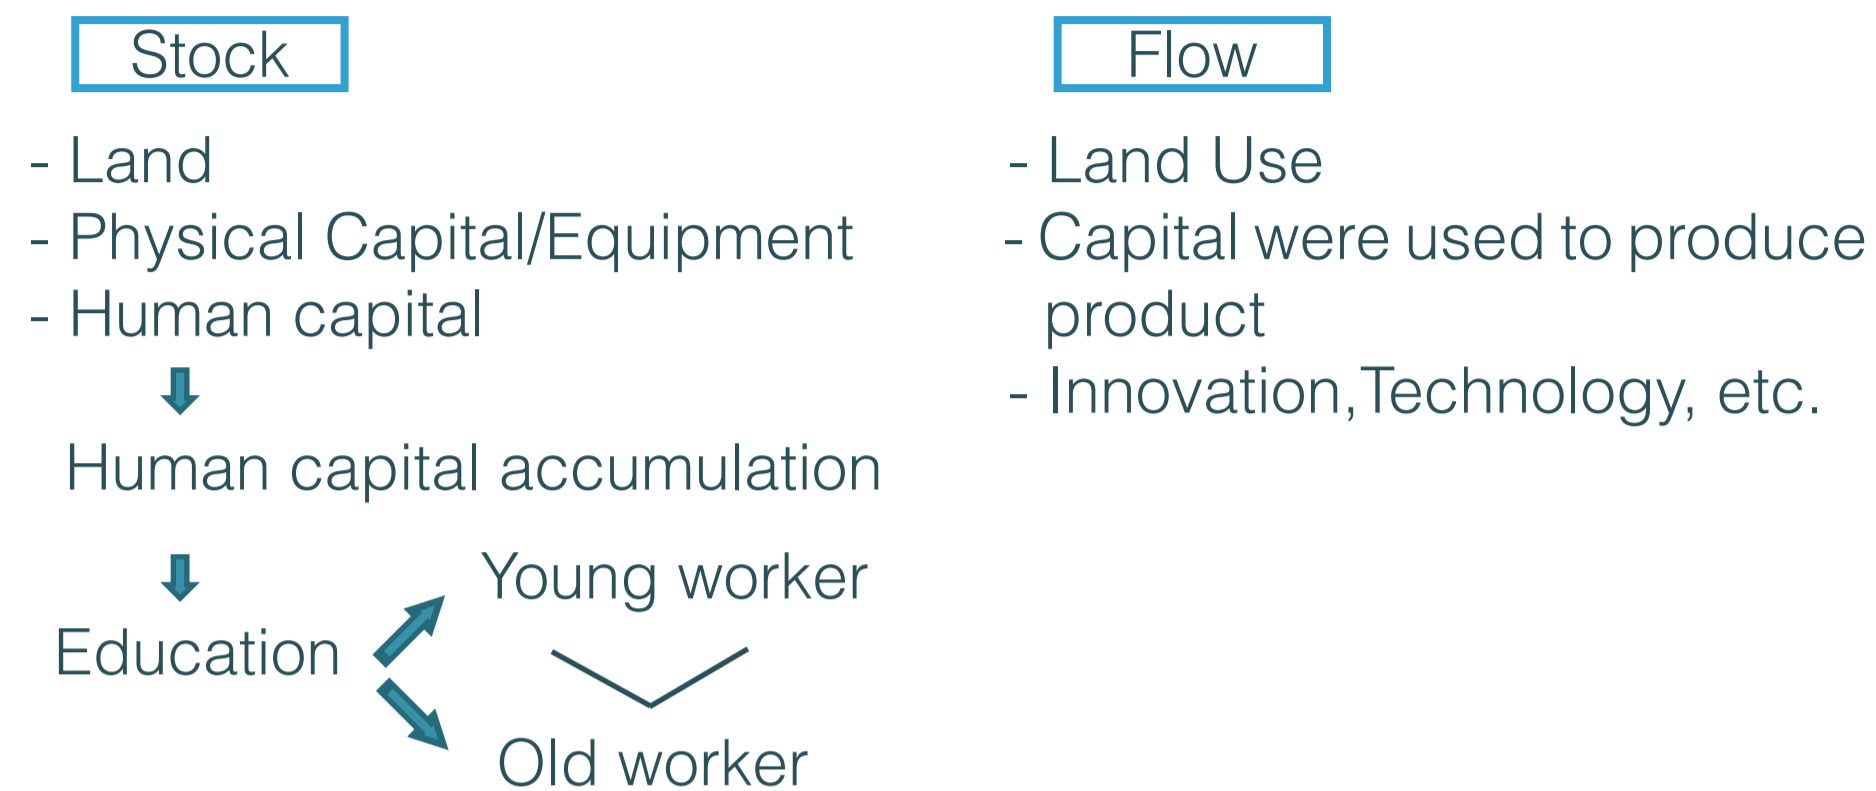 Stock
- Land
- Physical Capital/Equipment
- Human capital
Human capital accumulation
Education
Young worker
Old worker
Flow
- Land Use
- Capital were used to produce
product
- Innovation,Technology, etc.